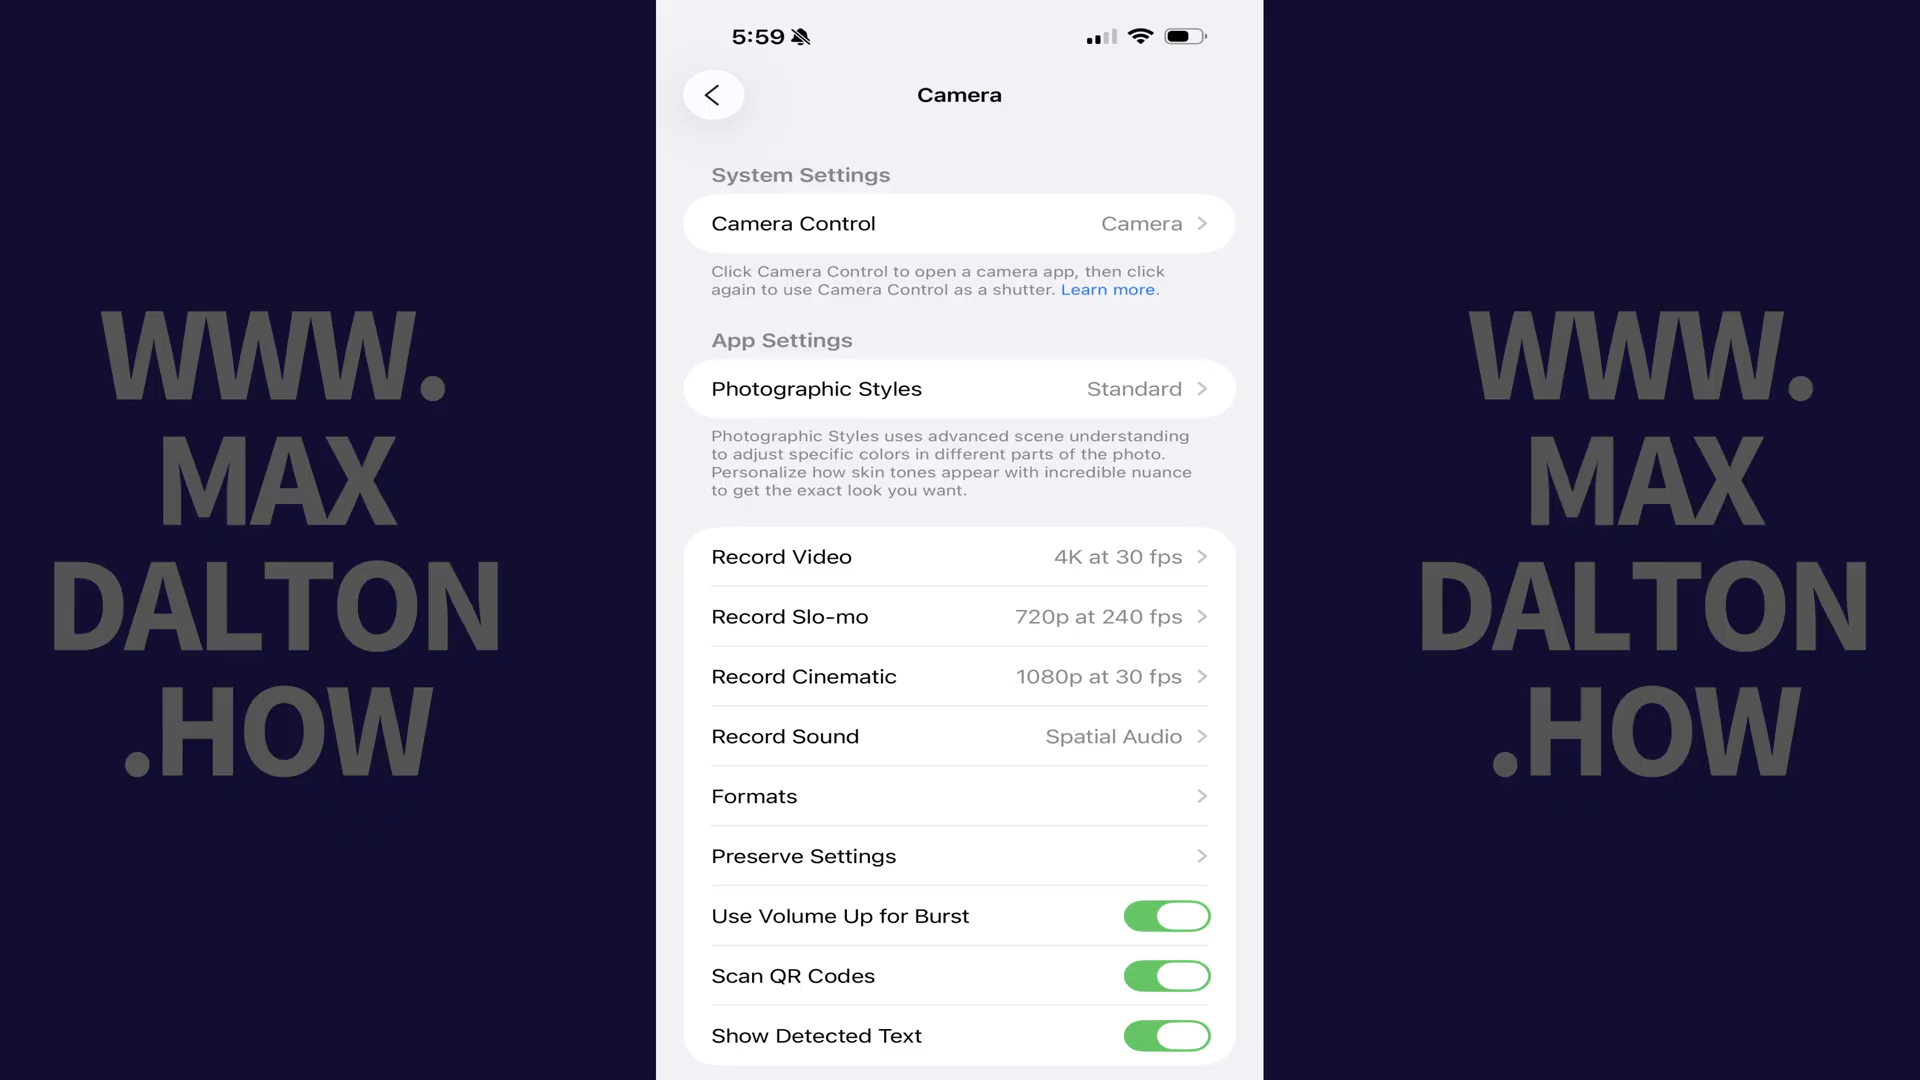 WWW.
MAX
DALTON
.HOW
5:59
Camera
System Settings
Camera Control Camera
Click Camera Control to open a camera app, then click
again to use Camera Control as a shutter. Learn more.
App Settings
Photographic Styles Standard
Photographic Styles uses advanced scene understanding
to adjust specific colors in different parts of the photo.
Personalize how skin tones appear with incredible nuance
to get the exact look you want.
Record Video 4K at 30 fps
Record Slo-mo 720p at 240 fps
Record Cinematic 1080p at 30 fps
Record Sound Spatial Audio
Formats
Preserve Settings
Use Volume Up for Burst
Scan QR Codes
Show Detected Text
WWW.
MAX
DALTON
.HOW